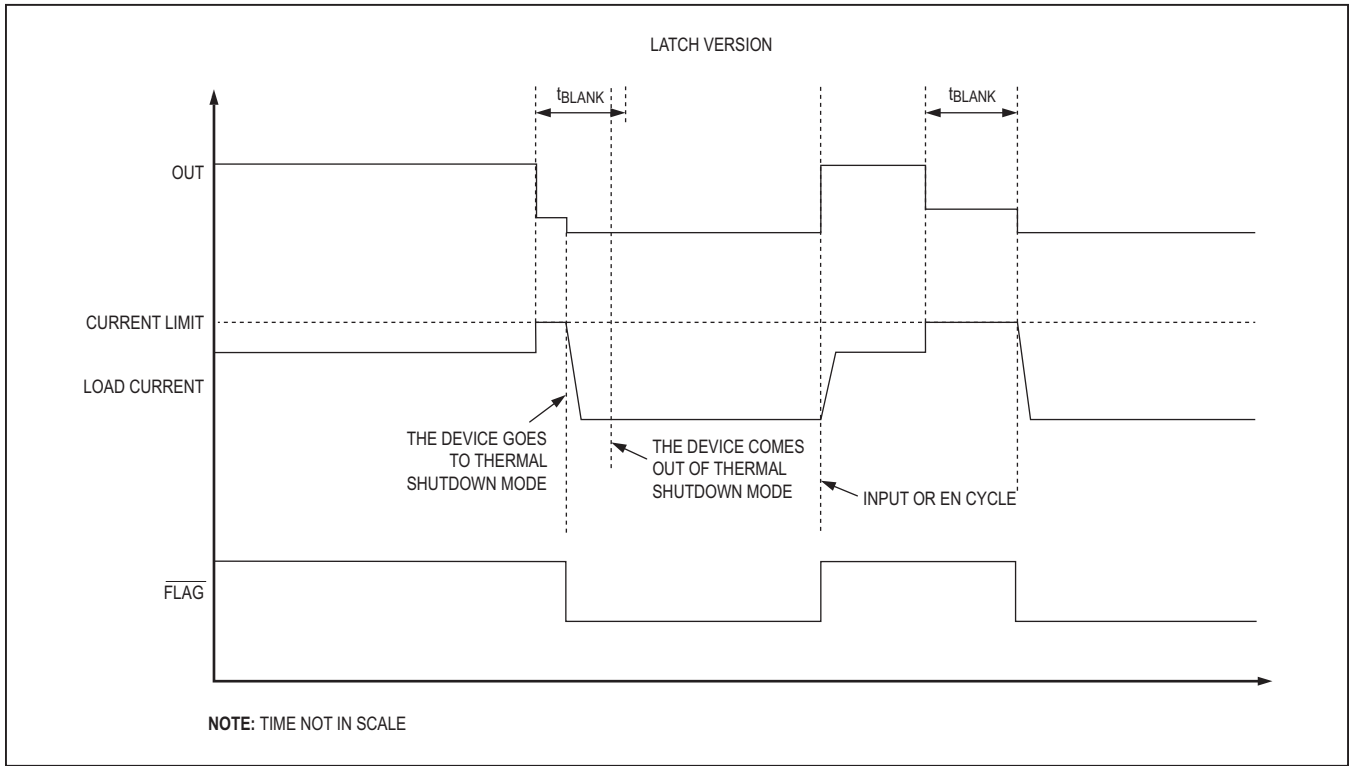 LATCH VERSION
tBLANK
tBLANK
OUT
CURRENT LIMIT
LOAD CURRENT
THE DEVICE GOES
TO THERMAL
SHUTDOWN MODE
THE DEVICE COMES
OUT OF THERMAL
SHUTDOWN MODE
INPUT OR EN CYCLE
FLAG
NOTE: TIME NOT IN SCALE